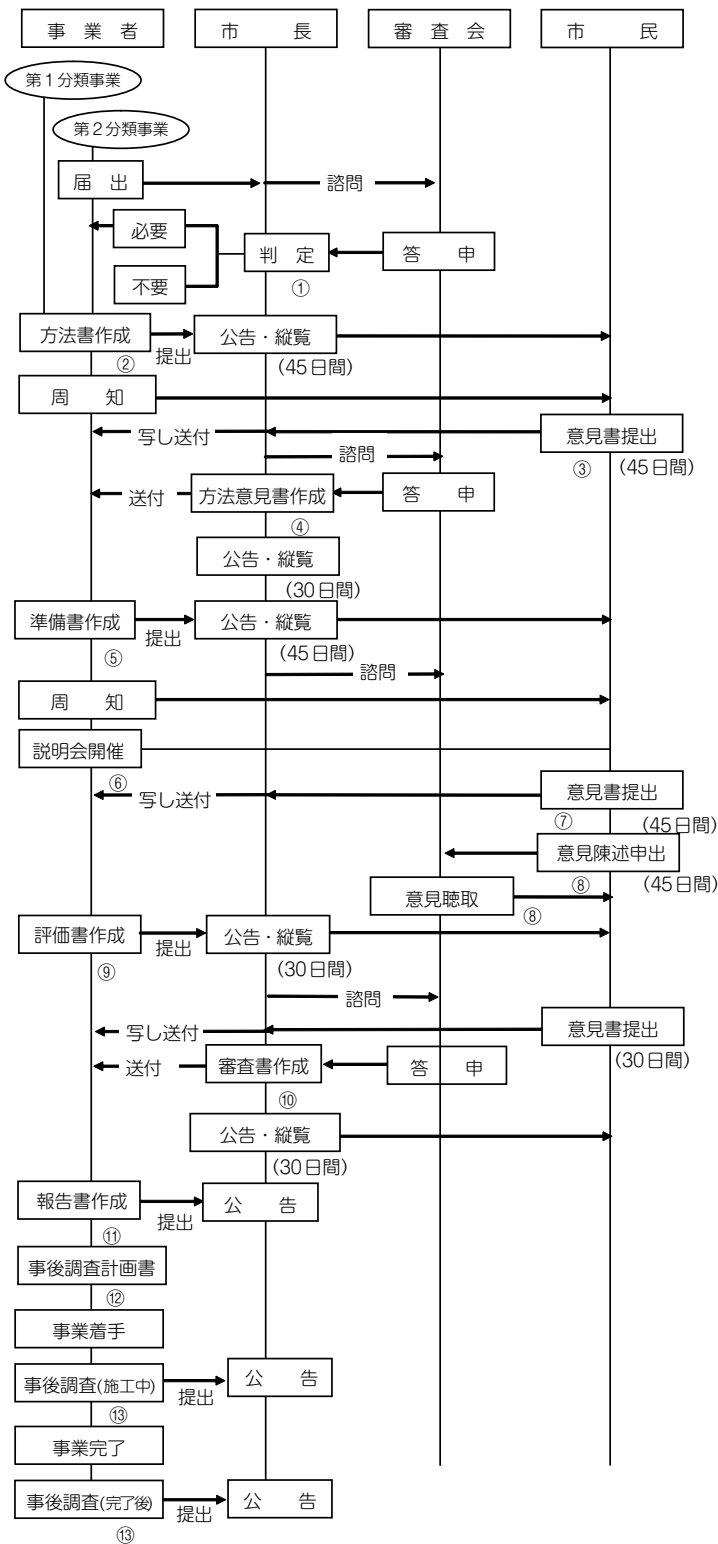 事 業 者 市 長 審 査 会 市 民
第1分類事業
第2分類事業
届 出 諮問
必要
判 定 答 申
不要
①
方法書作成 提出 公告・縦覧
② (45日間)
周 知
写し送付 意見書提出
諮問 ③ (45日間)
送付 方法意見書作成 答 申
④
公告・縦覧
(30日間)
準備書作成 提出 公告・縦覧
⑤ (45日間)
諮問
周 知
説明会開催
⑥ 写し送付 意見書提出
⑦ (45日間)
意見陳述申出
⑧ (45日間)
意見聴取
⑧
評価書作成 提出 公告・縦覧
⑨ (30日間)
諮問
写し送付 意見書提出
(30日間)
送付 審査書作成 答 申
⑩
公告・縦覧
(30日間)
報告書作成 提出 公 告
⑪
事後調査計画書
⑫
事業着手
事後調査(施工中) 提出 公 告
⑬
事業完了
事後調査(完了後) 提出 公 告
⑬